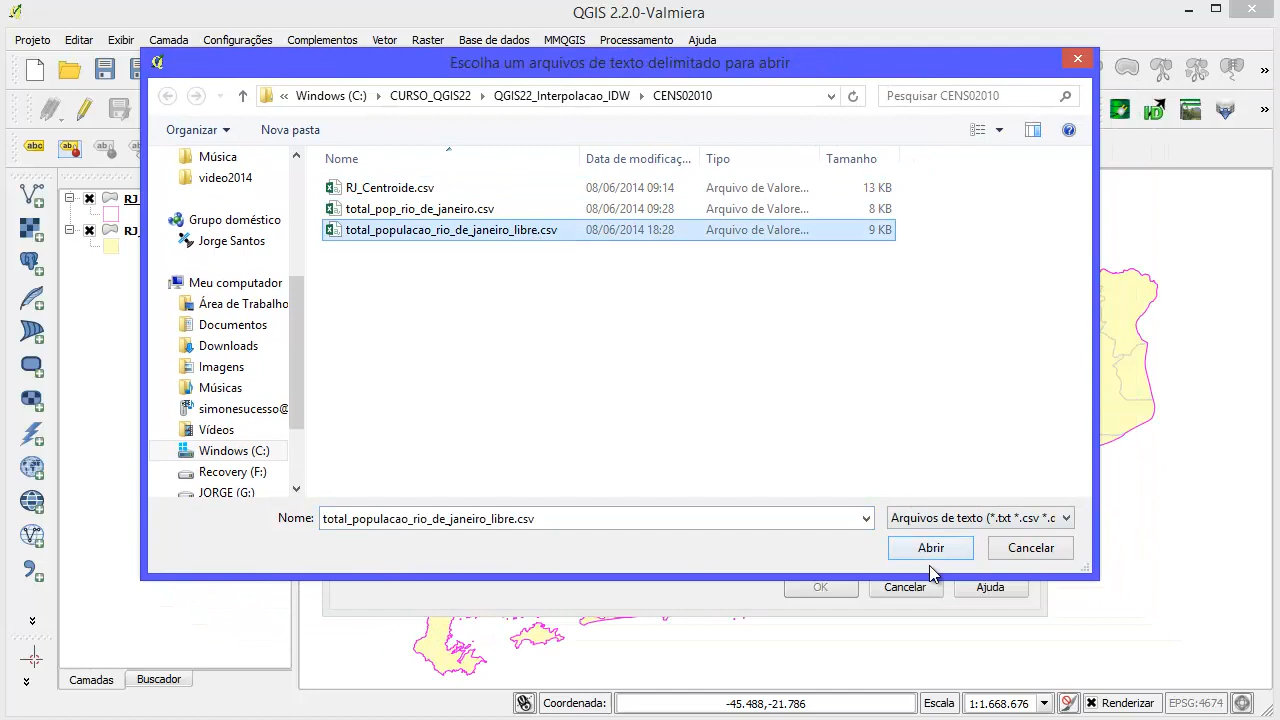 QGIS 2.2.0-Valmiera
Projeto Editar Exibir Camada Configurações Complementos Vetor Raster Base de dados MMQGIS Processamento Ajuda
Escolha um arquivos de texto delimitado para abrir
« Windows (C:) CURSO_QGIS22 QGIS22_Interpolacao_IDW CENS02010 Pesquisar CENS02010
Organizar Nova pasta
Nome Data de modificaç... Tipo Tamanho
Música
video2014
Grupo doméstico
Jorge Santos
Meu computador
Área de Trabalho
Documentos
Downloads
Imagens
Músicas
simonesucesso@
Vídeos
Windows (C:)
Recovery (F:)
JORGE (G:)
RJ_Centroide.csv 08/06/2014 09:14 Arquivo de Valore... 13 KB
total_pop_rio_de_janeiro.csv 08/06/2014 09:28 Arquivo de Valore... 8 KB
total_populacao_rio_de_janeiro_libre.csv 08/06/2014 18:28 Arquivo de Valore... 9 KB
abc abc
RJ
RJ_
Nome: total_populacao_rio_de_janeiro_libre.csv Arquivos de texto (*.txt *.csv *.c
Abrir Cancelar
OK Cancelar Ajuda
Camadas Buscador
Coordenada: -45.488,-21.786 Escala 1:1.668.676 Renderizar EPSG:4674